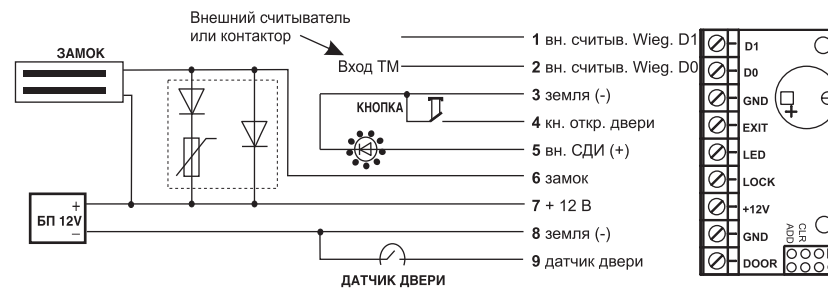 Внешний считыватель
или контактор
ЗАМОК
Вход ТМ
КНОПКА
БП 12V
+
–
ДАТЧИК ДВЕРИ
1 вн. считыв. Wieg. D1
2 вн. считыв. Wieg. D0
3 земля (-)
4 кн. откр. двери
5 вн. СДИ (+)
6 замок
7 + 12 В
8 земля (-)
9 датчик двери
D1
D0
GND
EXIT
LED
LOCK
+12V
GND
DOOR
+
ADD
CLR